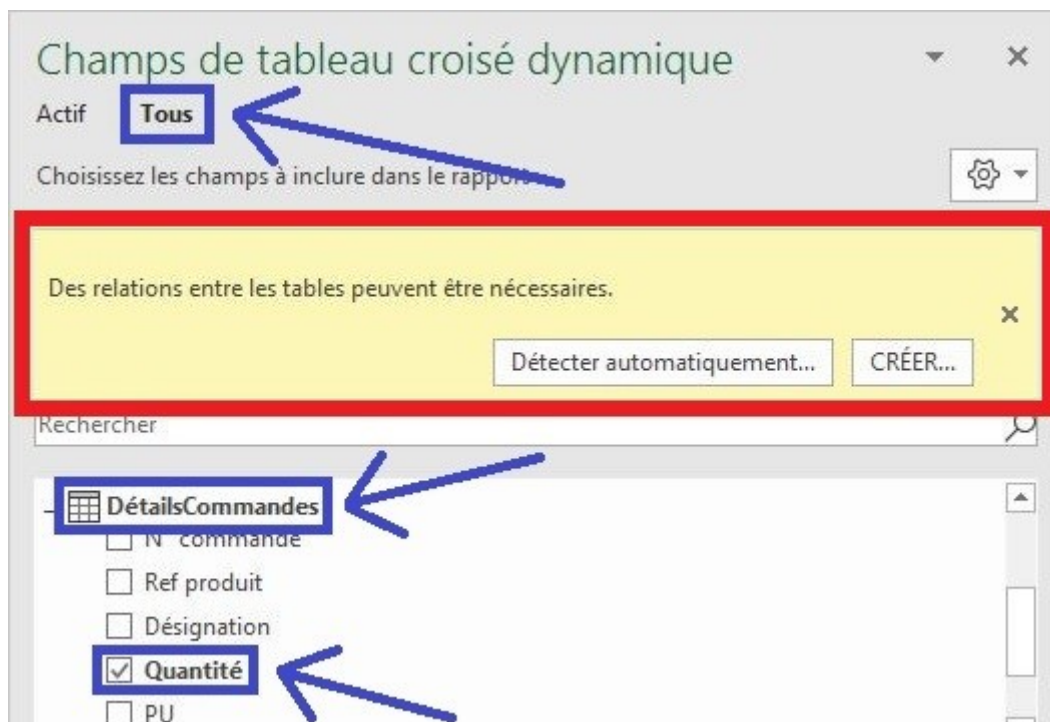 Champs de tableau croisé dynamique
Actif Tous
Choisissez les champs à inclure dans le rapport
Des relations entre les tables peuvent être nécessaires.
Détecter automatiquement... CRÉER...
Rechercher
DétailsCommandes
N° commande
Ref produit
Désignation
Quantité
PU